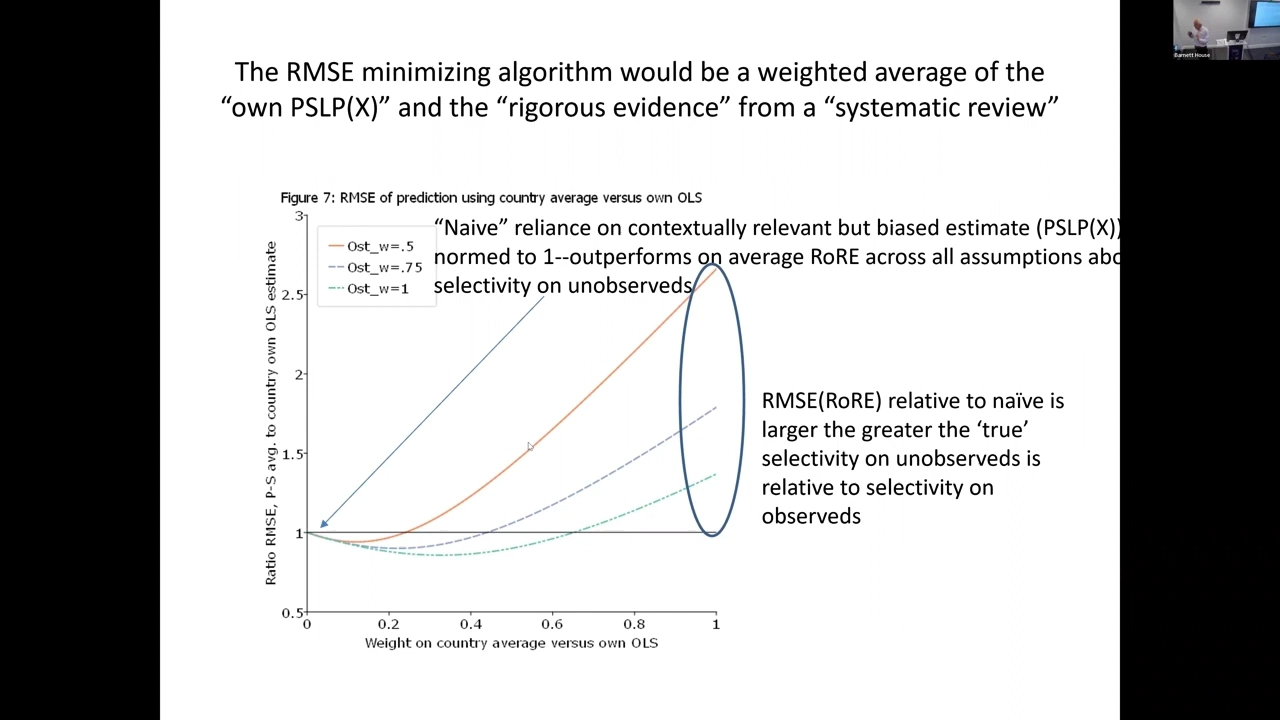 The RMSE minimizing algorithm would be a weighted average of the
“own PSLP(X)” and the “rigorous evidence” from a “systematic review”
Barnett House
Figure 7: RMSE of prediction using country average versus own OLS
“Naive” reliance on contextually relevant but biased estimate (PSLP(X))
normed to 1--outperforms on average RoRE across all assumptions abo
selectivity on unobserveds
Ost_w=.5
Ost_w=.75
Ost_w=1
Ratio RMSE, P-S avg. to country own OLS estimate
3
2.5
2
1.5
1
0.5
RMSE(RoRE) relative to naïve is
larger the greater the ‘true’
selectivity on unobserveds is
relative to selectivity on
observeds
0
0.2
0.4
0.6
0.8
1
Weight on country average versus own OLS